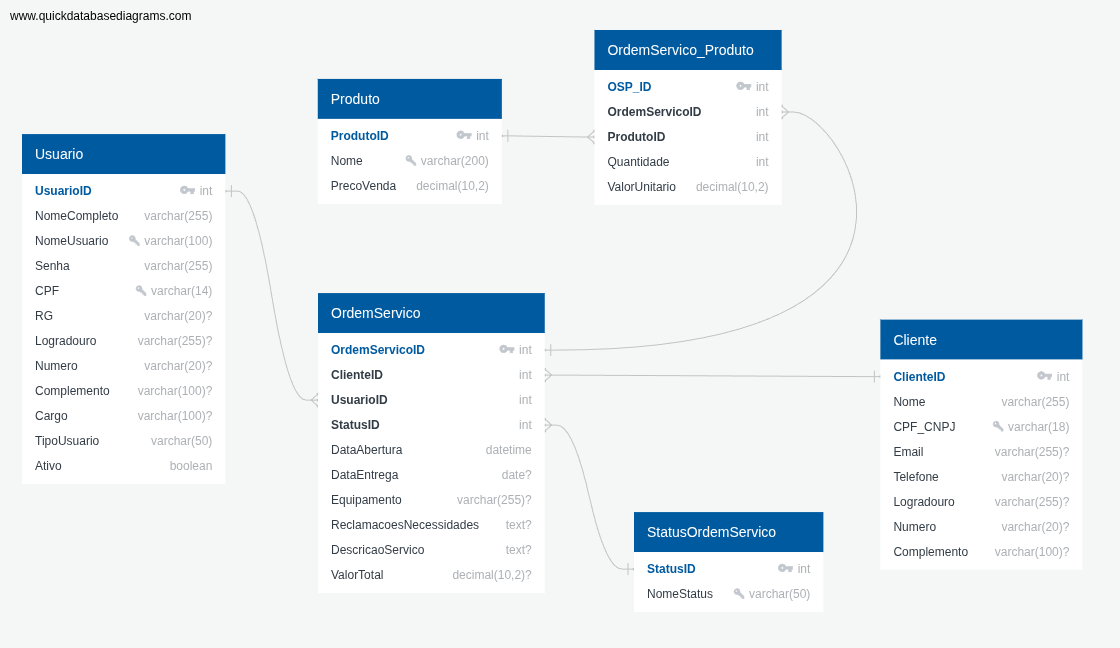 www.quickdatabasediagrams.com
Usuario
UsuarioID int
NomeCompleto varchar(255)
NomeUsuario varchar(100)
Senha varchar(255)
CPF varchar(14)
RG varchar(20)?
Logradouro varchar(255)?
Numero varchar(20)?
Complemento varchar(100)?
Cargo varchar(100)?
TipoUsuario varchar(50)
Ativo boolean
Produto
ProdutoID int
Nome varchar(200)
PrecoVenda decimal(10,2)
OrdemServico_Produto
OSP_ID int
OrdemServicoID int
ProdutoID int
Quantidade int
ValorUnitario decimal(10,2)
OrdemServico
OrdemServicoID int
ClienteID int
UsuarioID int
StatusID int
DataAbertura datetime
DataEntrega date?
Equipamento varchar(255)?
ReclamacoesNecessidades text?
DescricaoServico text?
ValorTotal decimal(10,2)?
StatusOrdemServico
StatusID int
NomeStatus varchar(50)
Cliente
ClienteID int
Nome varchar(255)
CPF_CNPJ varchar(18)
Email varchar(255)?
Telefone varchar(20)?
Logradouro varchar(255)?
Numero varchar(20)?
Complemento varchar(100)?